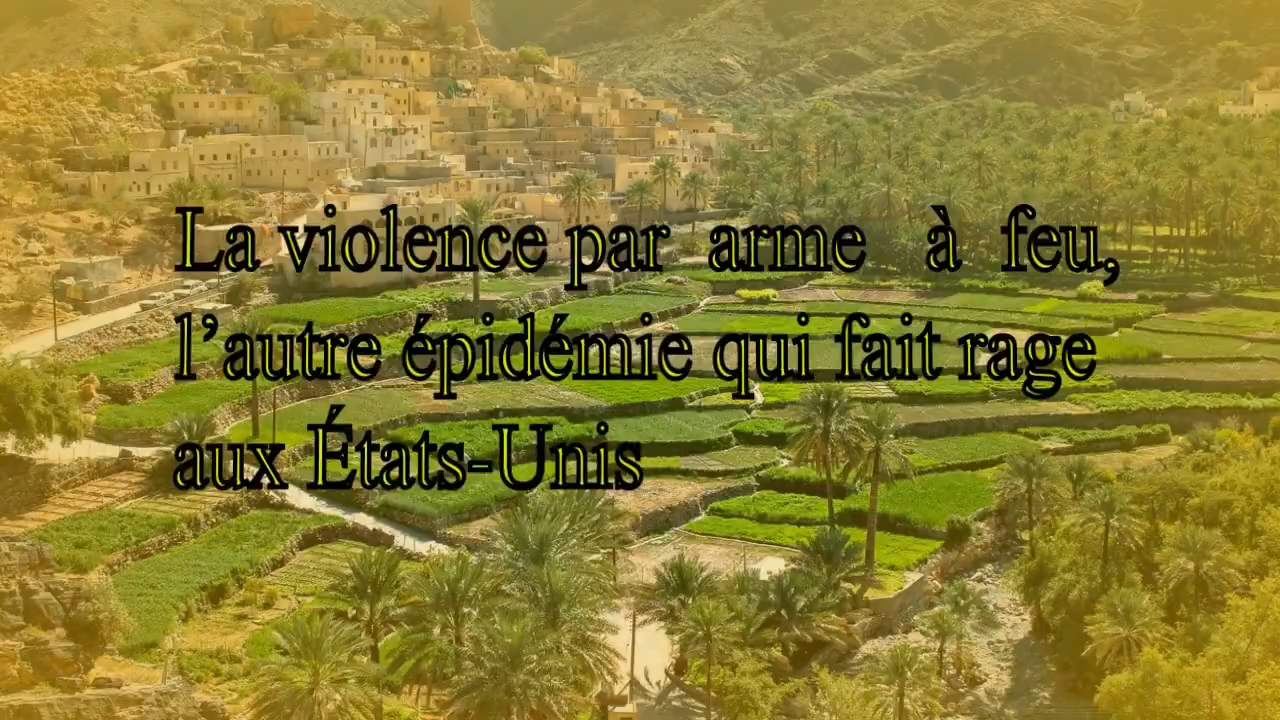 La violence par arme à feu,
l’autre épidémie qui fait rage
aux États-Unis